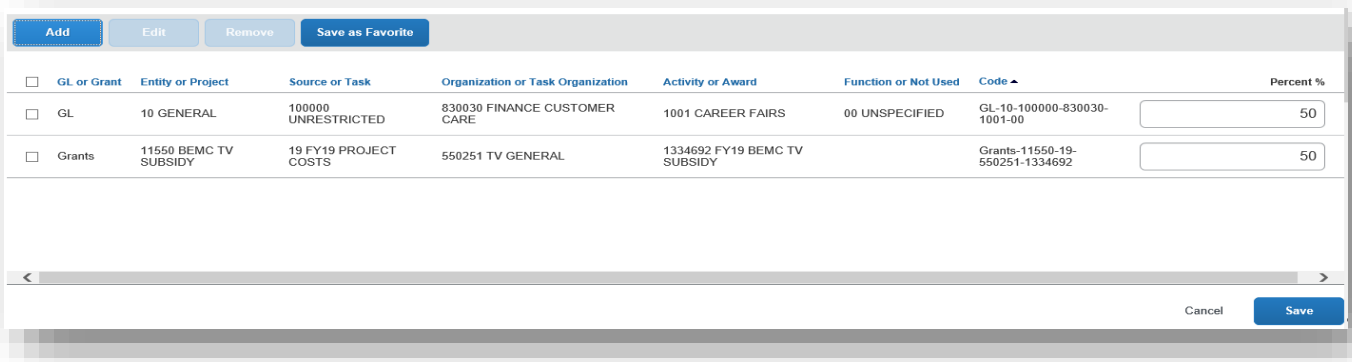 Add Edit Remove Save as Favorite
GL or Grant Entity or Project Source or Task Organization or Task Organization Activity or Award Function or Not Used Code Percent %
GL 10 GENERAL 100000 UNRESTRICTED 830030 FINANCE CUSTOMER CARE 1001 CAREER FAIRS 00 UNSPECIFIED GL-10-100000-830030-1001-00 50
Grants 11550 BEMC TV SUBSIDY 19 FY19 PROJECT COSTS 550251 TV GENERAL 1334692 FY19 BEMC TV SUBSIDY Grants-11550-19-550251-1334692 50
Cancel Save